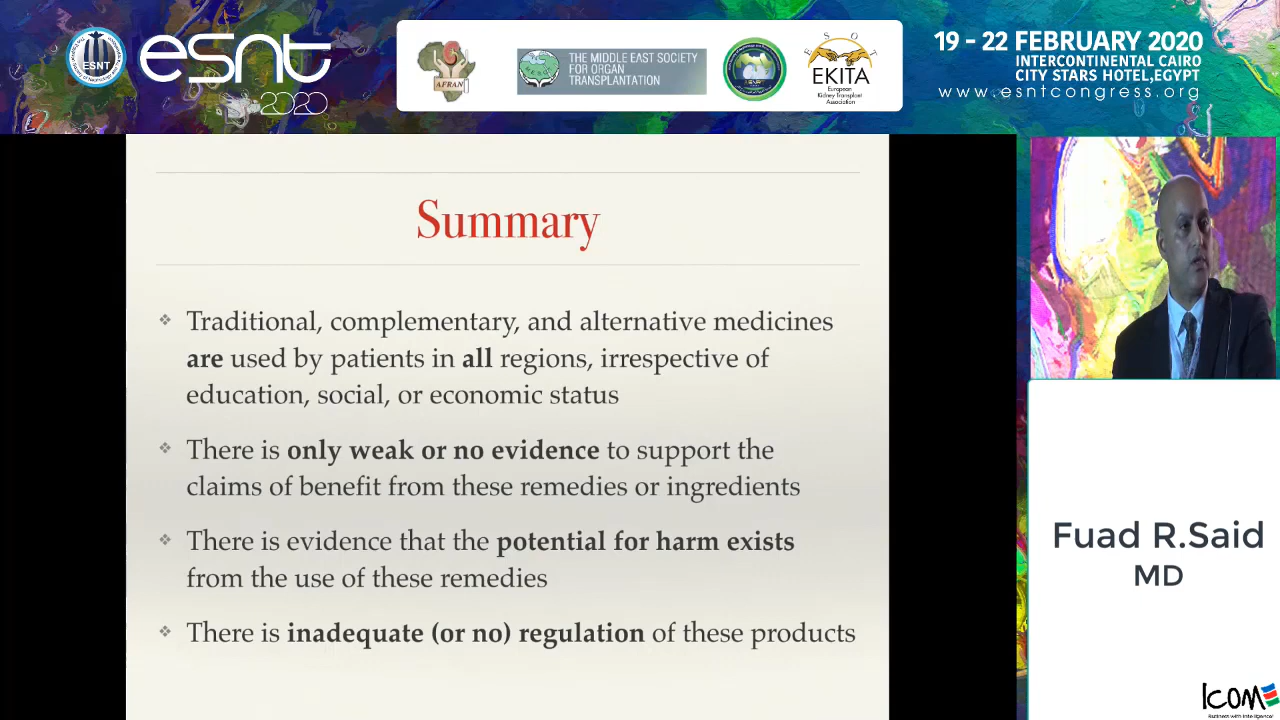 ESNT
esnt
2020
AFRAN
THE MIDDLE EAST SOCIETY
FOR ORGAN
TRANSPLANTATION
E S O T
EKITA
European
Kidney Transplant
Association
19 - 22 FEBRUARY 2020
INTERCONTINENTAL CAIRO
CITY STARS HOTEL,EGYPT
www.esntcongress.org
Summary
❖ Traditional, complementary, and alternative medicines
are used by patients in all regions, irrespective of
education, social, or economic status
❖ There is only weak or no evidence to support the
claims of benefit from these remedies or ingredients
❖ There is evidence that the potential for harm exists
from the use of these remedies
❖ There is inadequate (or no) regulation of these products
Fuad R.Said
MD
ICOM
Business with Intelligence!